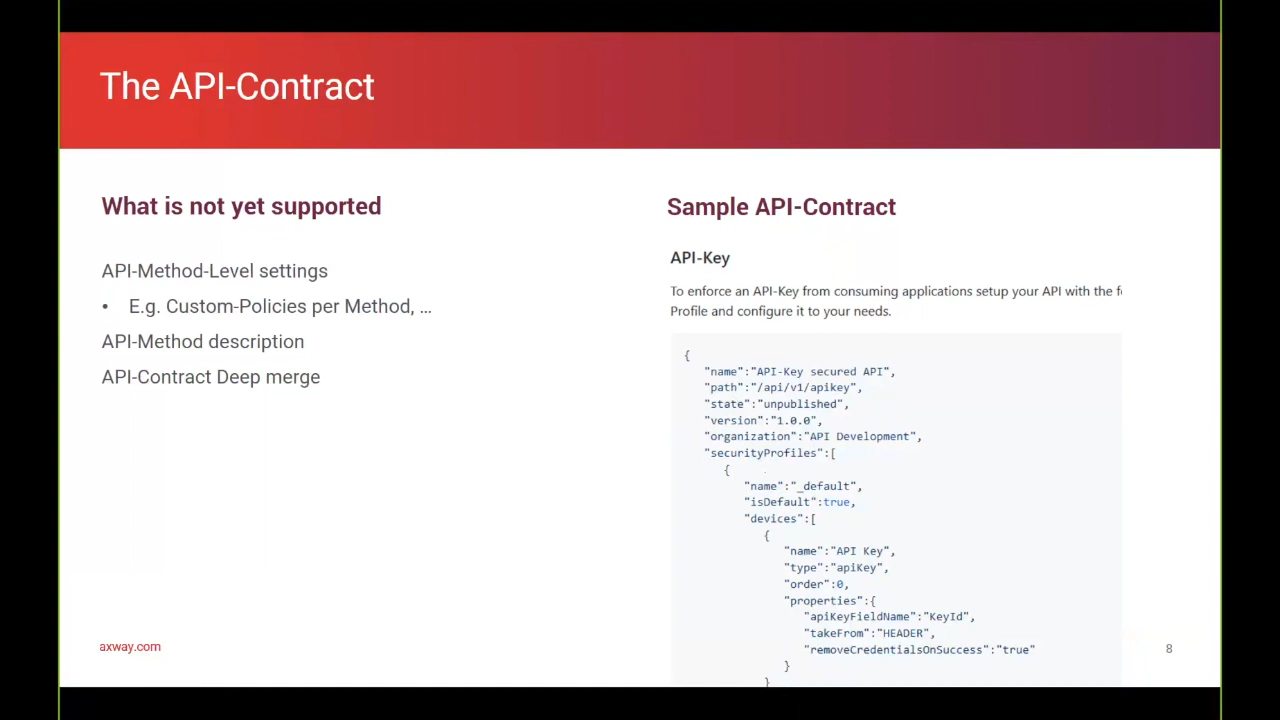 The API-Contract
What is not yet supported
API-Method-Level settings
• E.g. Custom-Policies per Method, ...
API-Method description
API-Contract Deep merge
Sample API-Contract
API-Key
To enforce an API-Key from consuming applications setup your API with the
Profile and configure it to your needs.
{
"name":"API-Key secured API",
"path":"/api/v1/apikey",
"state":"unpublished",
"version":"1.0.0",
"organization":"API Development",
"securityProfiles":[
{
"name":"_default",
"isDefault":true,
"devices":[
{
"name":"API Key",
"type":"apiKey",
"order":0,
"properties":{
"apiKeyFieldName":"KeyId",
"takeFrom":"HEADER",
"removeCredentialsOnSuccess":"true"
}
}
axway.com
8